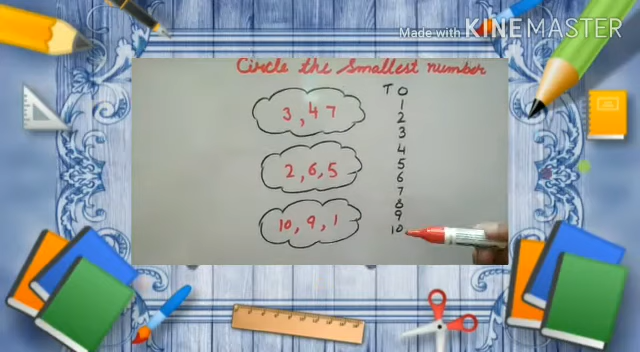 Made with KINEMASTER
Circle the Smallest number
T O
3, 4 7
1
2
3
4
2, 6, 5
5
6
7
8
10, 9, 1
9
10